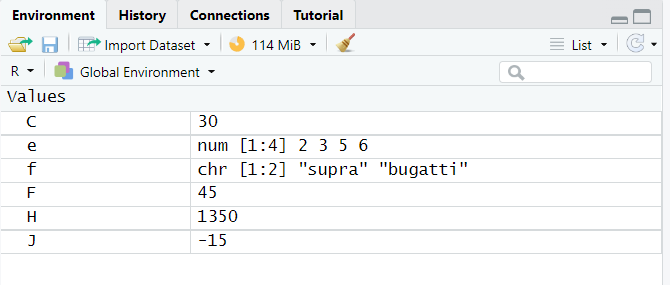 Environment History Connections Tutorial
Import Dataset 114 MiB List
R Global Environment
Values
C 30
e num [1:4] 2 3 5 6
f chr [1:2] "supra" "bugatti"
F 45
H 1350
J -15